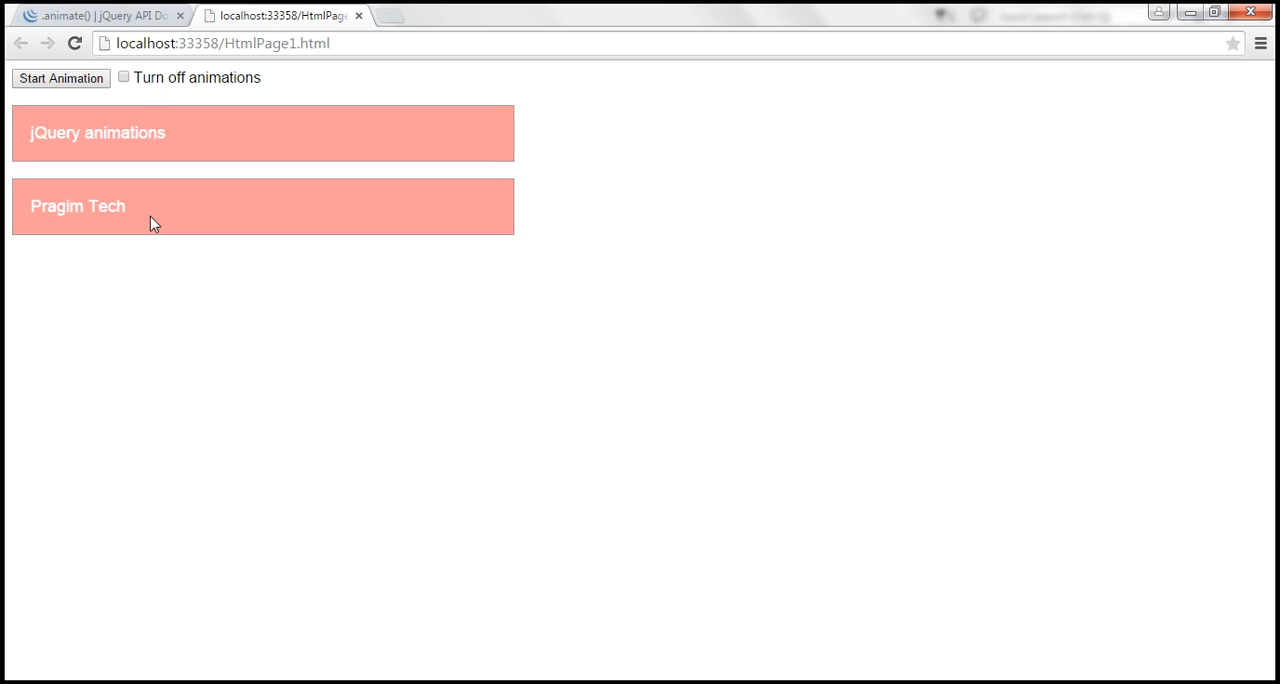 .animate() | jQuery API Do
localhost:33358/HtmlPage
localhost:33358/HtmlPage1.html
Start Animation
Turn off animations
jQuery animations
Pragim Tech